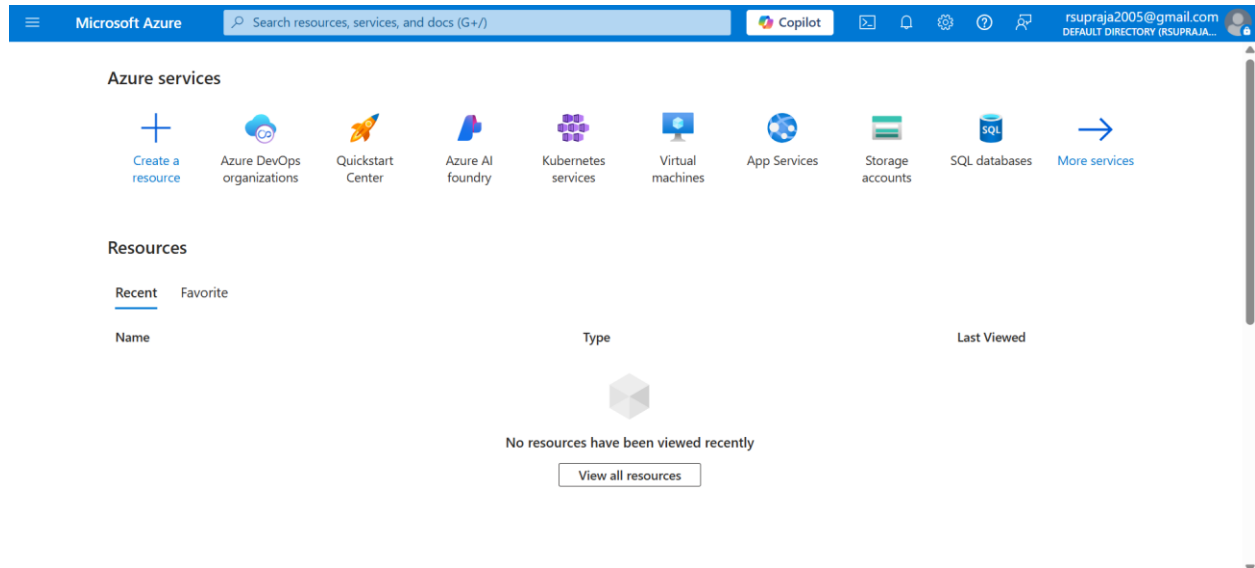 Microsoft Azure
Search resources, services, and docs (G+/)
Copilot
rsupraja2005@gmail.com
DEFAULT DIRECTORY (RSUPRAJA...
Azure services
Create a
resource
Azure DevOps
organizations
Quickstart
Center
Azure AI
foundry
Kubernetes
services
Virtual
machines
App Services
Storage
accounts
SQL
SQL databases
More services
Resources
Recent Favorite
Name Type Last Viewed
No resources have been viewed recently
View all resources